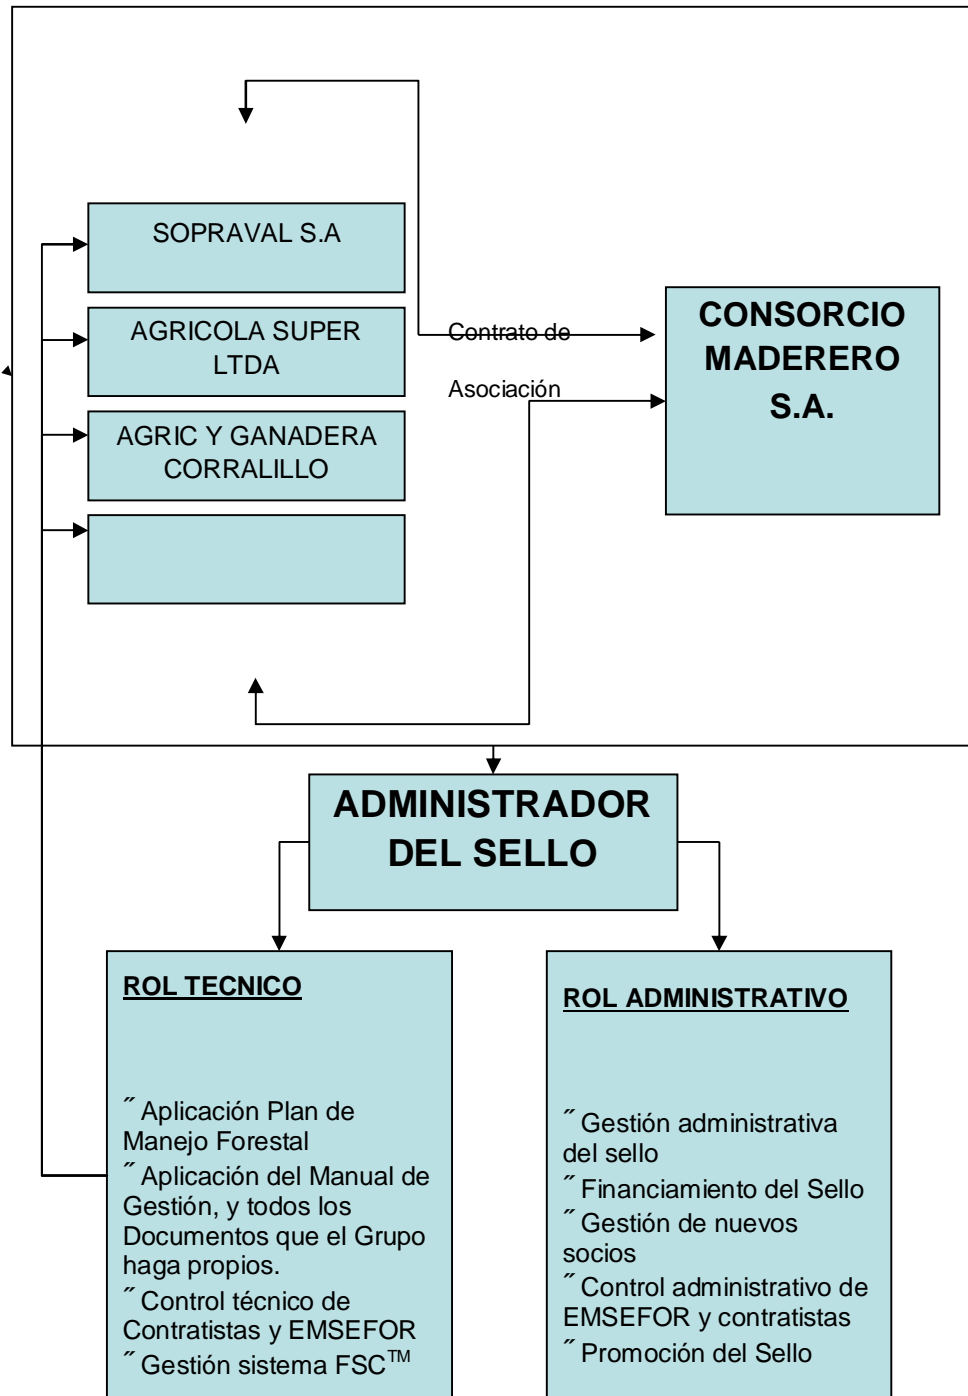 SOPRAVAL S.A
AGRICOLA SUPER
LTDA
AGRIC Y GANADERA
CORRALILLO
Contrato de
Asociación
CONSORCIO
MADERERO
S.A.
ADMINISTRADOR
DEL SELLO
ROL TECNICO
˝ Aplicación Plan de
Manejo Forestal
˝ Aplicación del Manual de
Gestión, y todos los
Documentos que el Grupo
haga propios.
˝ Control técnico de
Contratistas y EMSEFOR
˝ Gestión sistema FSC™
ROL ADMINISTRATIVO
˝ Gestión administrativa
del sello
˝ Financiamiento del Sello
˝ Gestión de nuevos
socios
˝ Control administrativo de
EMSEFOR y contratistas
˝ Promoción del Sello